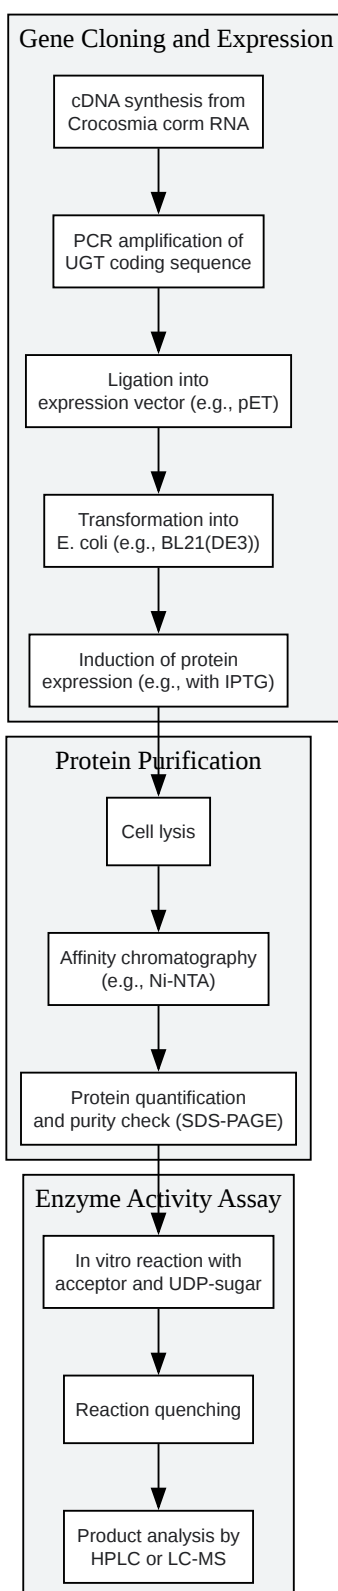 Gene Cloning and Expression
cDNA synthesis from
Crocosmia corm RNA
PCR amplification of
UGT coding sequence
Ligation into
expression vector (e.g., pET)
Transformation into
E. coli (e.g., BL21(DE3))
Induction of protein
expression (e.g., with IPTG)
Protein Purification
Cell lysis
Affinity chromatography
(e.g., Ni-NTA)
Protein quantification
and purity check (SDS-PAGE)
Enzyme Activity Assay
In vitro reaction with
acceptor and UDP-sugar
Reaction quenching
Product analysis by
HPLC or LC-MS